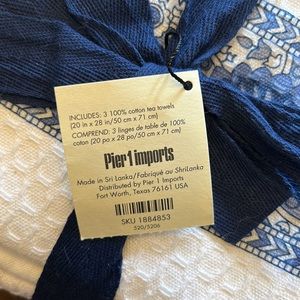 INCLUDES: 3 100% cotton tea towels
(20 in x 28 in/50 cm x 71 cm)
COMPREND: 3 linges de table de 100%
coton (20 po x 28 po/50 cm x 71 cm)
Pier 1 imports
Made in Sri Lanka/Fabriqué au ShriLanka
Distributed by Pier 1 Imports
Fort Worth, Texas 76161 USA
SKU 1884853
520/5206